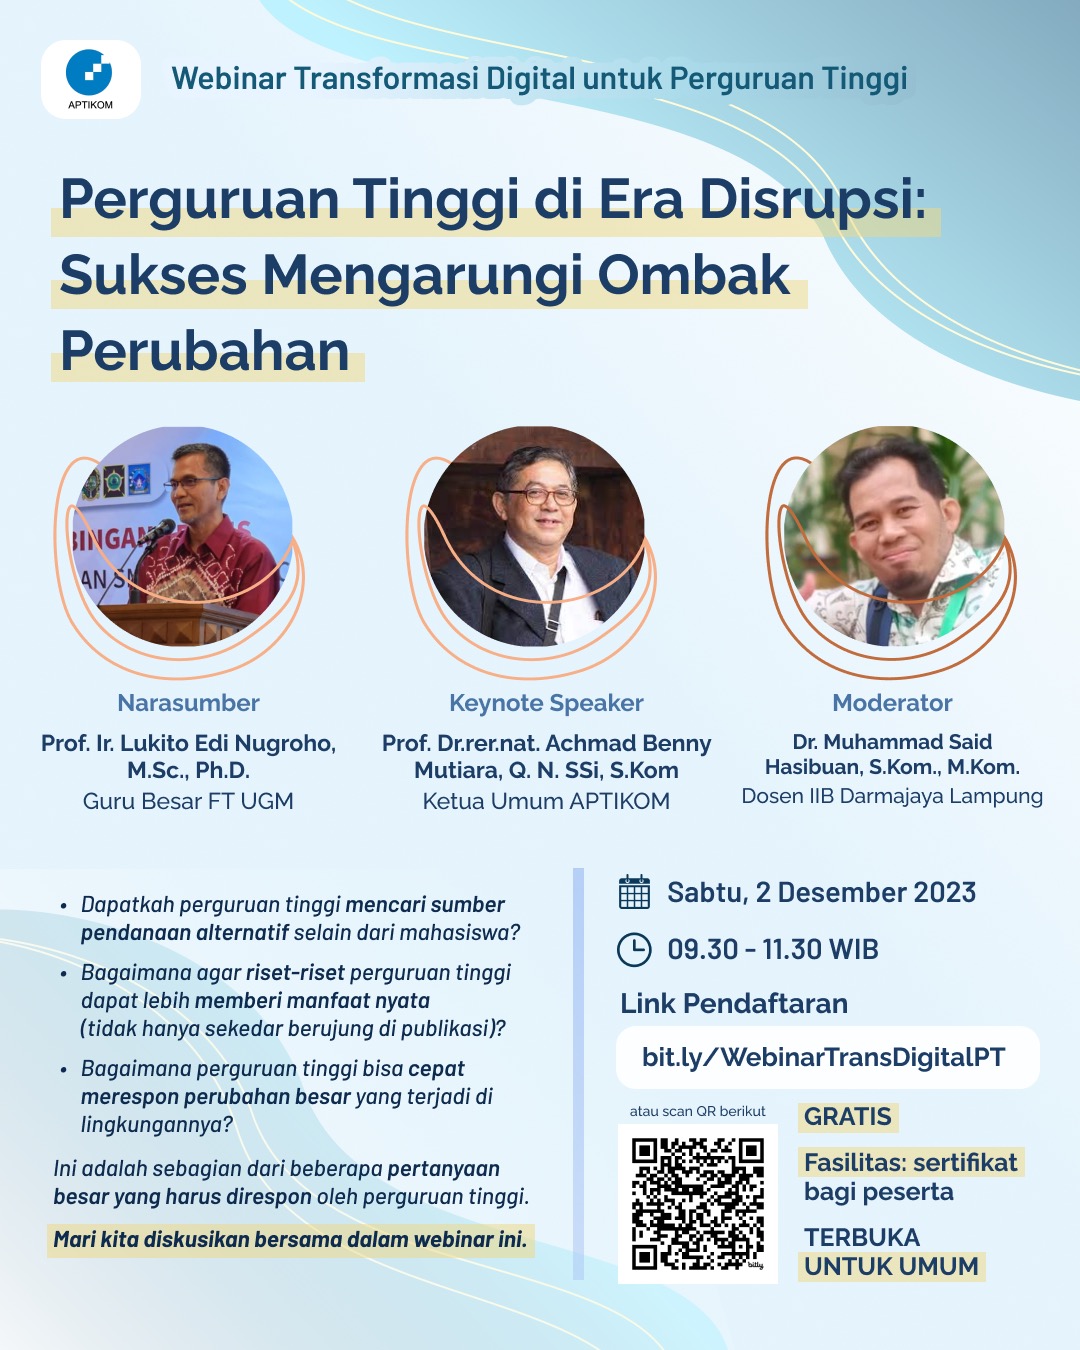 APTIKOM
Webinar Transformasi Digital untuk Perguruan Tinggi
Perguruan Tinggi di Era Disrupsi:
Sukses Mengarungi Ombak
Perubahan
BINGAN
AN SM
Narasumber
Prof. Ir. Lukito Edi Nugroho,
M.Sc., Ph.D.
Guru Besar FT UGM
Keynote Speaker
Prof. Dr.rer.nat. Achmad Benny
Mutiara, Q. N. SSi, S.Kom
Ketua Umum APTIKOM
Moderator
Dr. Muhammad Said
Hasibuan, S.Kom., M.Kom.
Dosen IIB Darmajaya Lampung
• Dapatkah perguruan tinggi mencari sumber
pendanaan alternatif selain dari mahasiswa?
• Bagaimana agar riset-riset perguruan tinggi
dapat lebih memberi manfaat nyata
(tidak hanya sekedar berujung di publikasi)?
• Bagaimana perguruan tinggi bisa cepat
merespon perubahan besar yang terjadi di
lingkungannya?
Ini adalah sebagian dari beberapa pertanyaan
besar yang harus direspon oleh perguruan tinggi.
Mari kita diskusikan bersama dalam webinar ini.
Sabtu, 2 Desember 2023
09.30 - 11.30 WIB
Link Pendaftaran
bit.ly/WebinarTransDigitalPT
atau scan QR berikut
bitly
GRATIS
Fasilitas: sertifikat
bagi peserta
TERBUKA
UNTUK UMUM